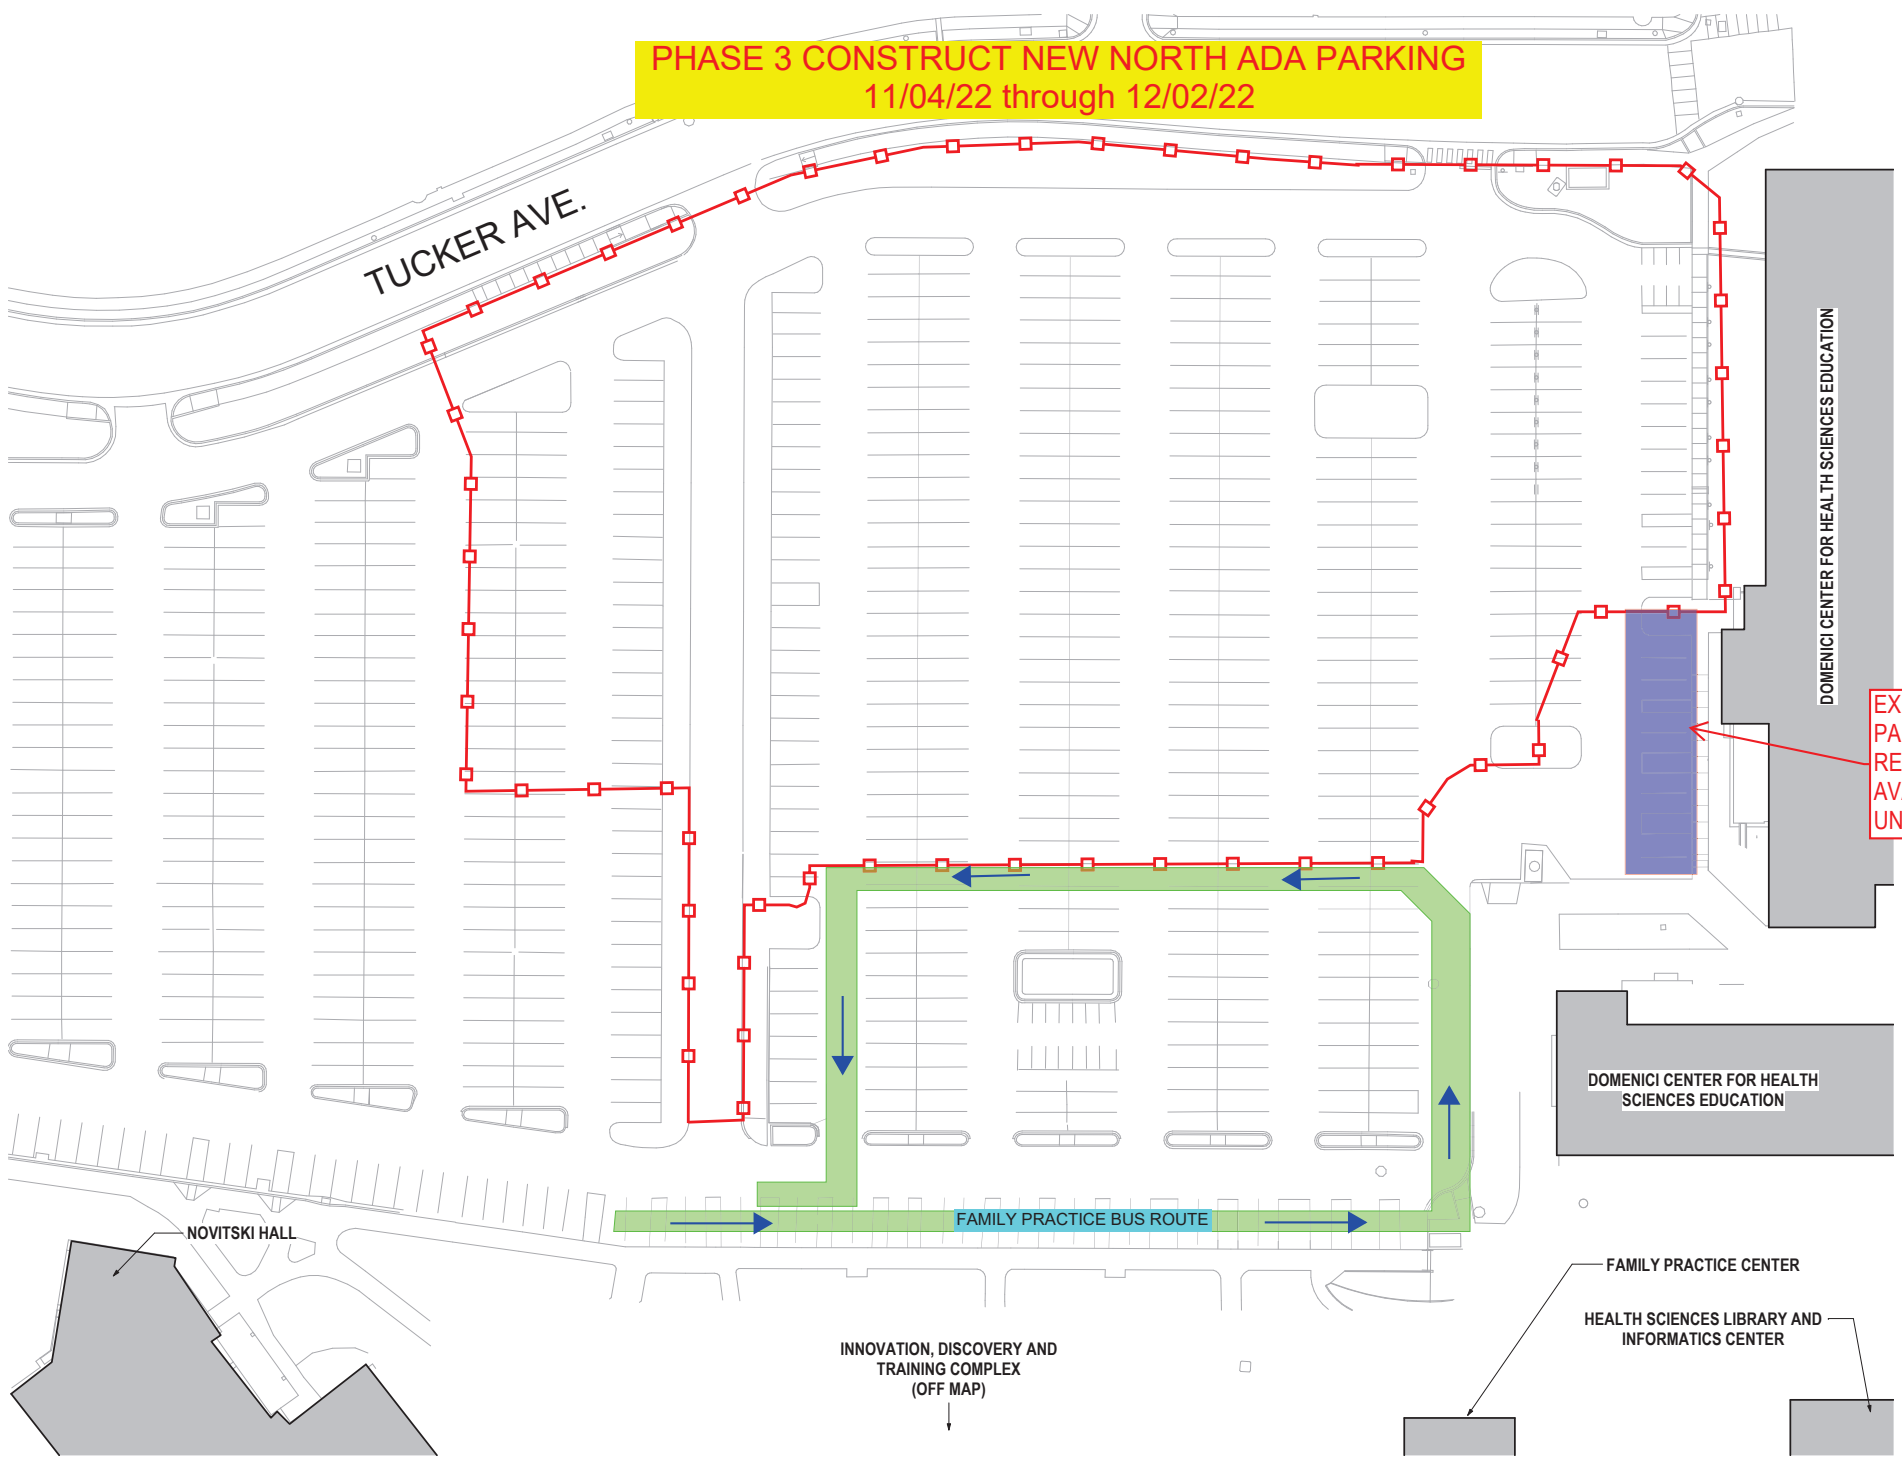 PHASE 3 CONSTRUCT NEW NORTH ADA PARKING
11/04/22 through 12/02/22
TUCKER AVE.
DOMENICI CENTER FOR HEALTH SCIENCES EDUCATION
EX
PA
RE
AV
UN
DOMENICI CENTER FOR HEALTH
SCIENCES EDUCATION
FAMILY PRACTICE BUS ROUTE
NOVITSKI HALL
FAMILY PRACTICE CENTER
HEALTH SCIENCES LIBRARY AND
INFORMATICS CENTER
INNOVATION, DISCOVERY AND
TRAINING COMPLEX
(OFF MAP)